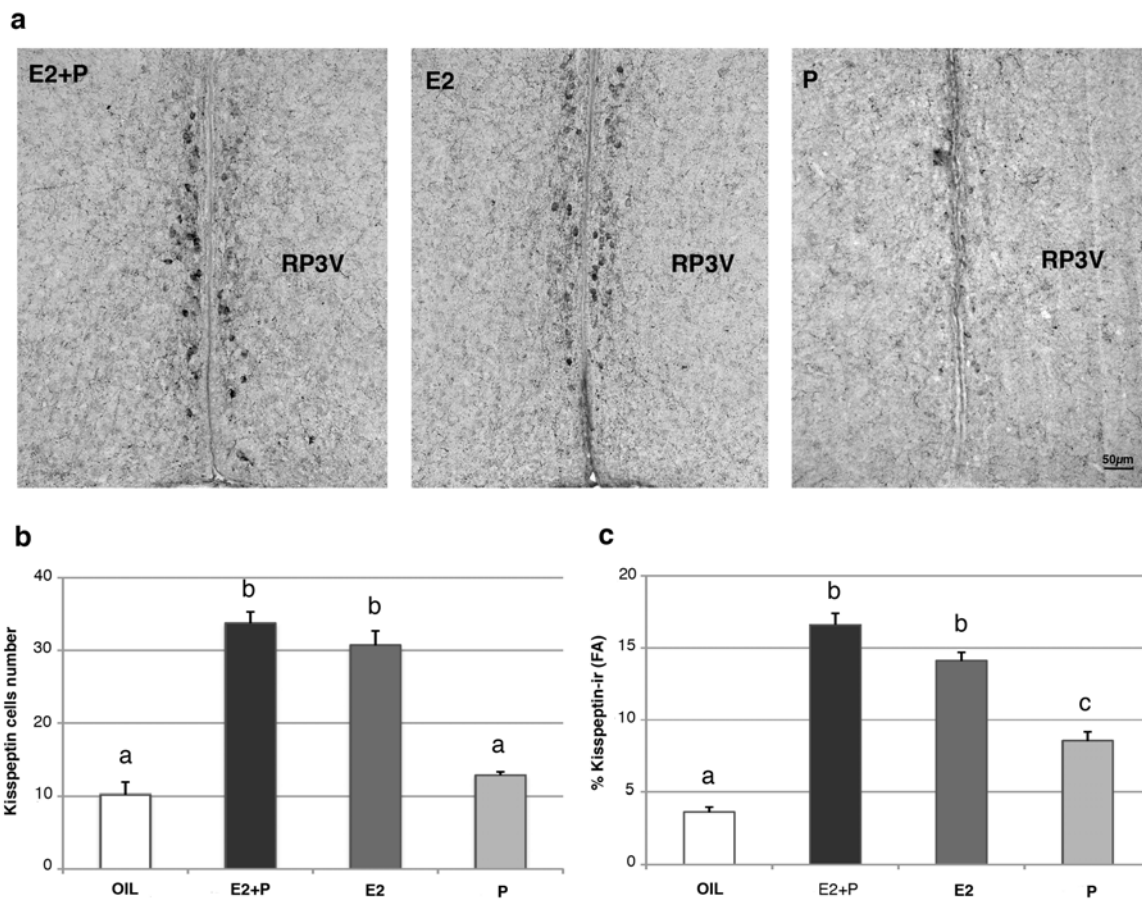 a
E2+P
E2
P
RP3V
RP3V
RP3V
50µm
b
c
Kisspeptin cells number
40
30
20
10
0
b
b
a
a
OIL
E2+P
E2
P
% Kisspeptin-ir (FA)
20
15
10
5
0
b
b
c
a
OIL
E2+P
E2
P